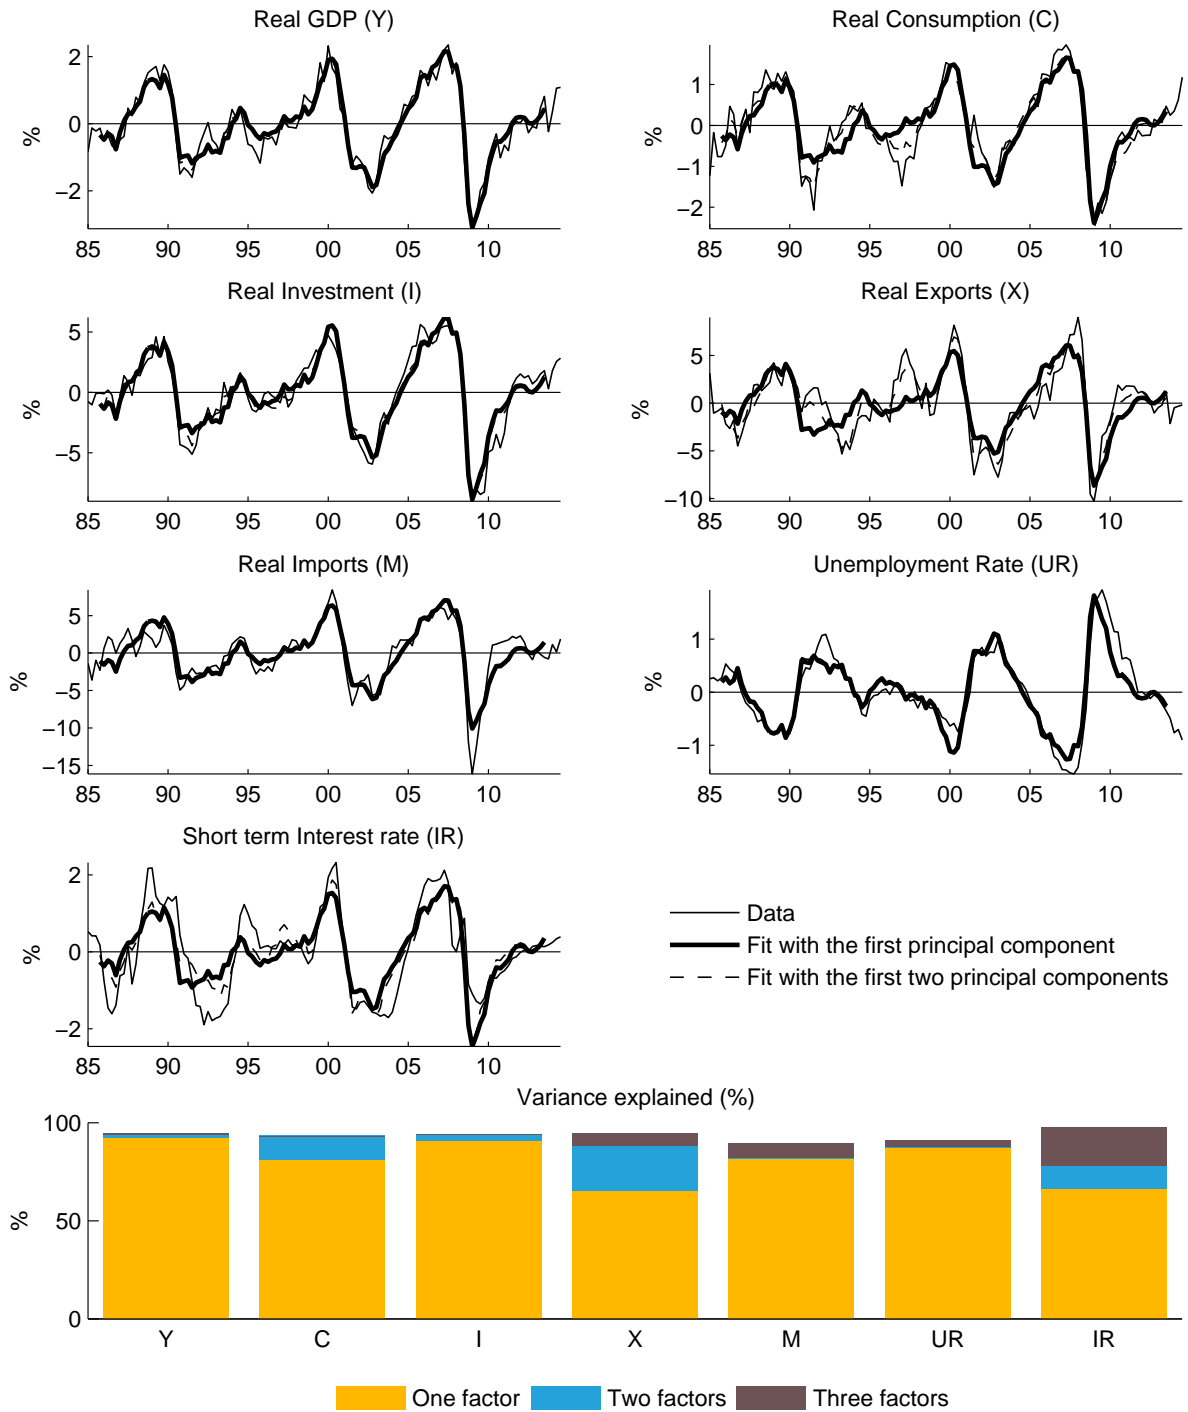 Real GDP (Y)
2
0
−2
%
85 90 95 00 05 10
Real Consumption (C)
1
0
−1
−2
%
85 90 95 00 05 10
Real Investment (I)
5
0
−5
%
85 90 95 00 05 10
Real Exports (X)
5
0
−5
−10
%
85 90 95 00 05 10
Real Imports (M)
5
0
−5
−10
−15
%
85 90 95 00 05 10
Unemployment Rate (UR)
1
0
−1
%
85 90 95 00 05 10
Short term Interest rate (IR)
2
0
−2
%
85 90 95 00 05 10
Data
Fit with the first principal component
Fit with the first two principal components
Variance explained (%)
100
50
0
%
Y C I X M UR IR
One factor Two factors Three factors